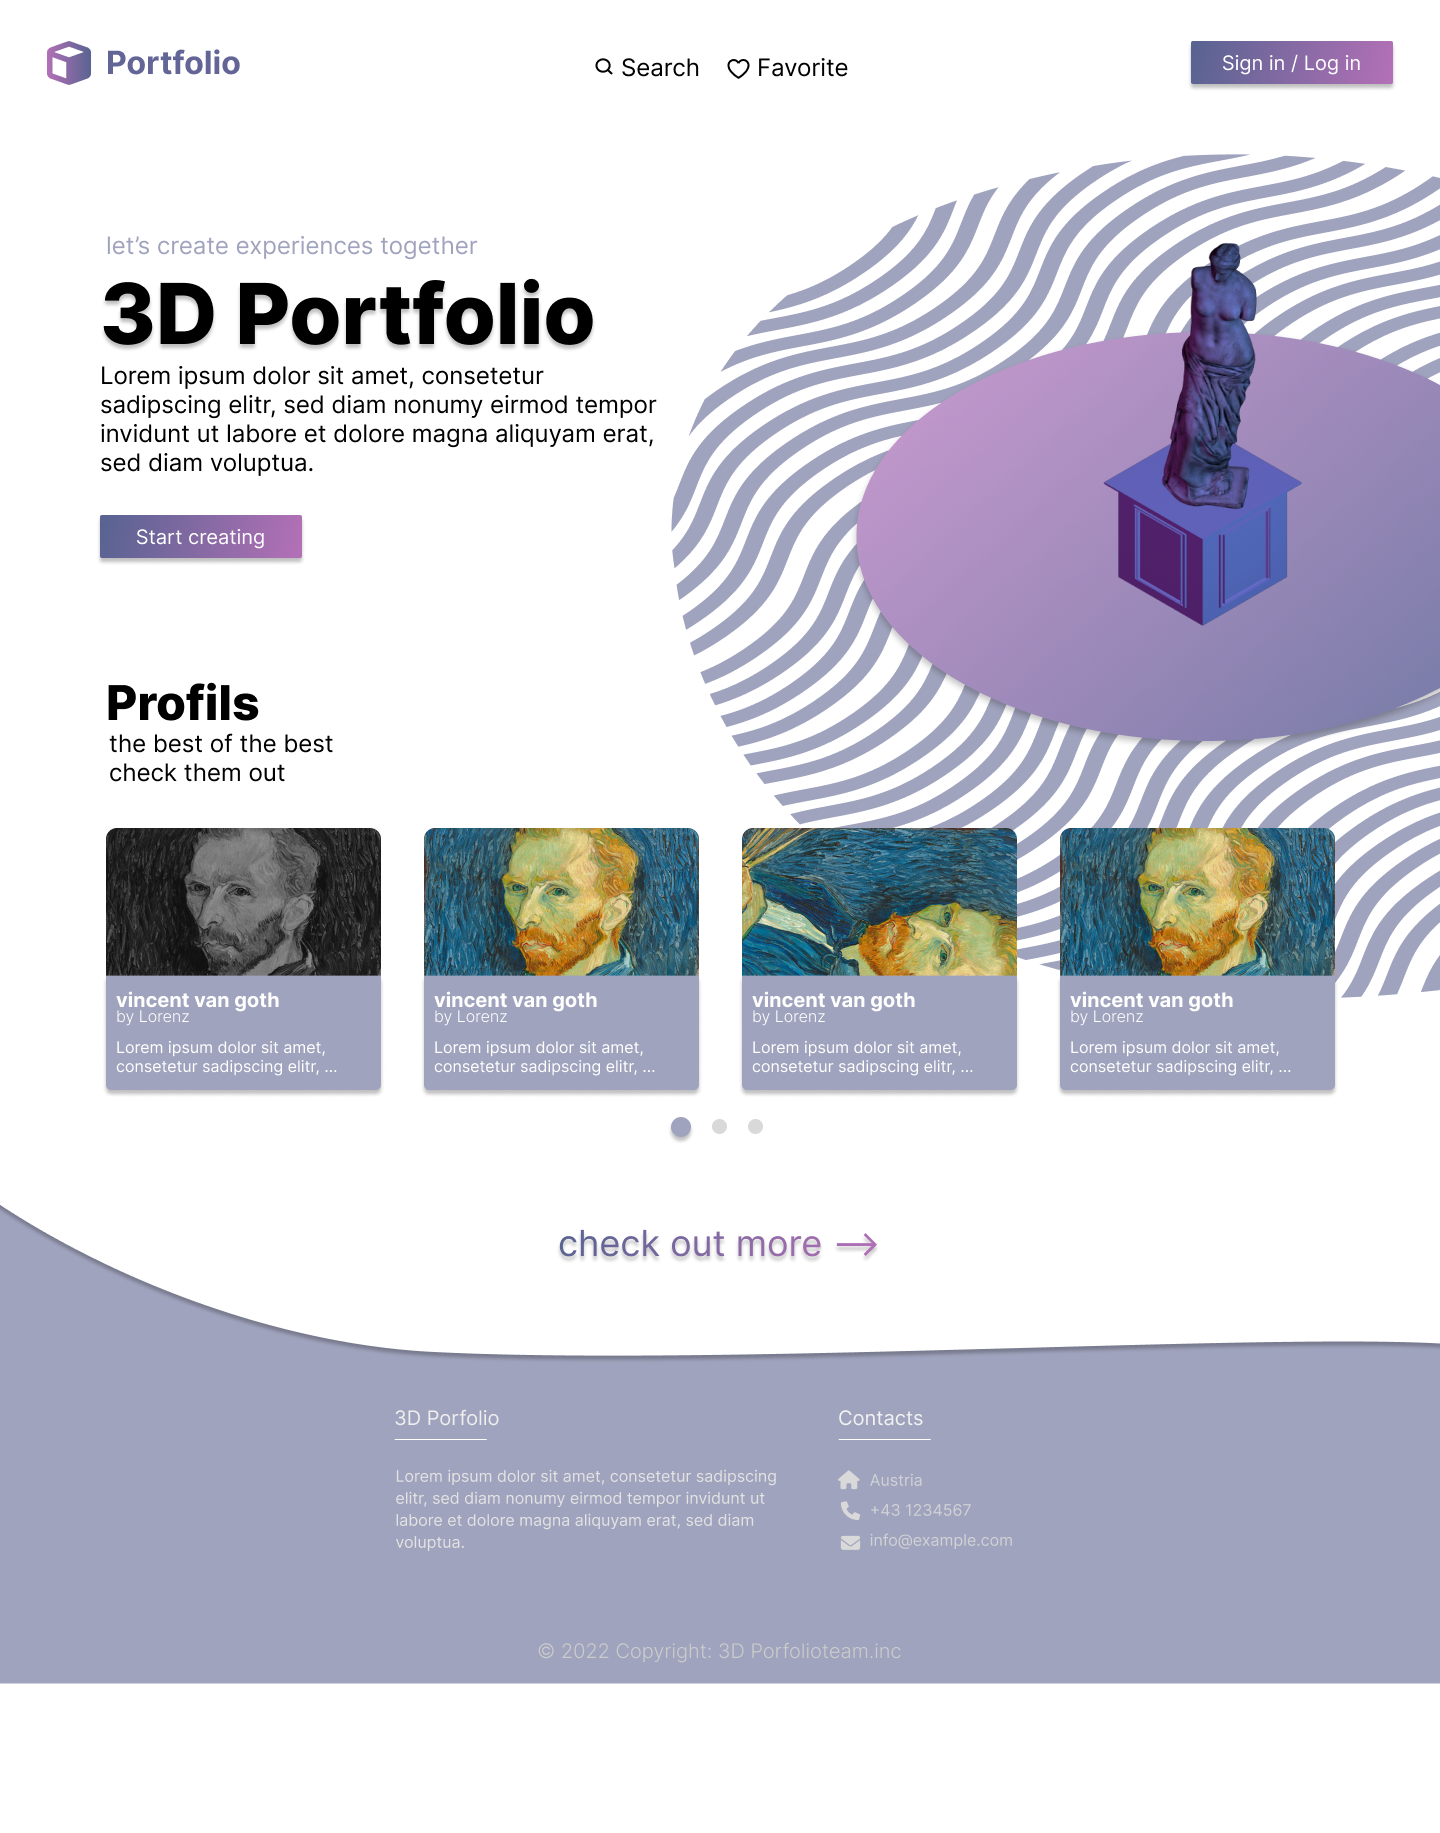 Portfolio
Search
Favorite
Sign in / Log in
let’s create experiences together
3D Portfolio
Lorem ipsum dolor sit amet, consetetur
sadipscing elitr, sed diam nonumy eirmod tempor
invidunt ut labore et dolore magna aliquyam erat,
sed diam voluptua.
Start creating
Profils
the best of the best
check them out
vincent van goth
by Lorenz
Lorem ipsum dolor sit amet,
consetetur sadipscing elitr, ...
vincent van goth
by Lorenz
Lorem ipsum dolor sit amet,
consetetur sadipscing elitr, ...
vincent van goth
by Lorenz
Lorem ipsum dolor sit amet,
consetetur sadipscing elitr, ...
vincent van goth
by Lorenz
Lorem ipsum dolor sit amet,
consetetur sadipscing elitr, ...
check out more
3D Porfolio
Lorem ipsum dolor sit amet, consetetur sadipscing
elitr, sed diam nonumy eirmod tempor invidunt ut
labore et dolore magna aliquyam erat, sed diam
voluptua.
Contacts
Austria
+43 1234567
info@example.com
© 2022 Copyright: 3D Porfolioteam.inc